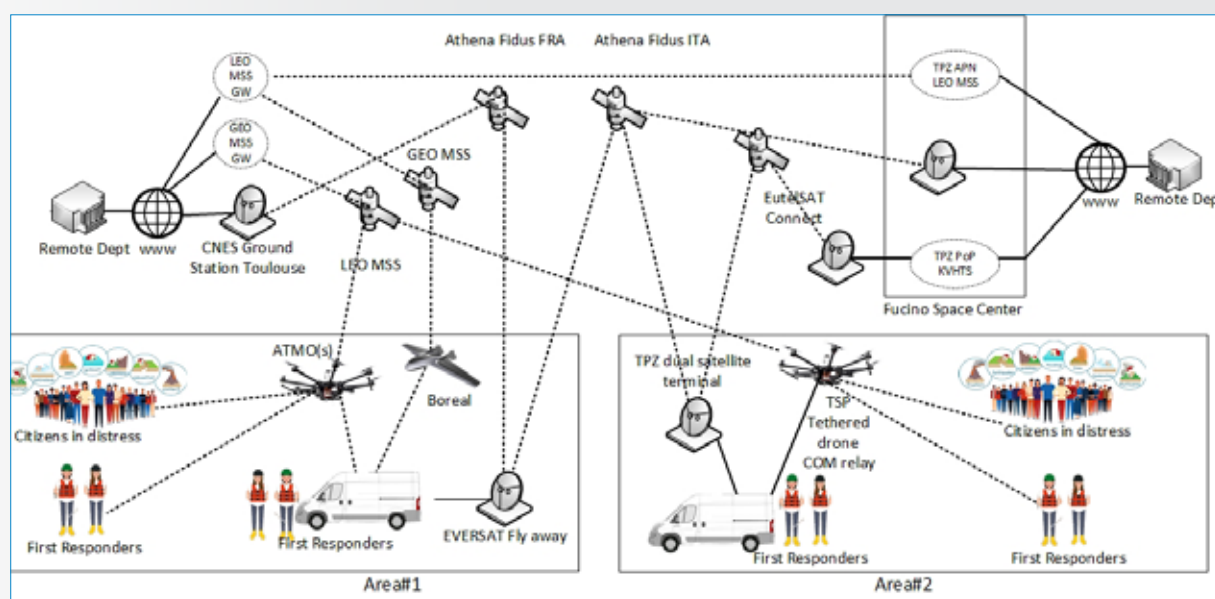 Athena Fidus FRA
Athena Fidus ITA
LEO
MSS
GW
TPZ APN
LEO MSS
GEO
MSS
GW
GEO MSS
EutelSAT
Connect
Remote Dept
www
CNES Ground
Station Toulouse
LEO MSS
www
Remote Dept
TPZ PoP
KVHTS
Fucino Space Center
ATMO(s)
Boreal
TPZ dual satellite
terminal
TSP
Tethered
drone
COM relay
Citizens in distress
Citizens in distress
First Responders
First Responders
EVERSAT Fly away
First Responders
First Responders
Area#1
Area#2